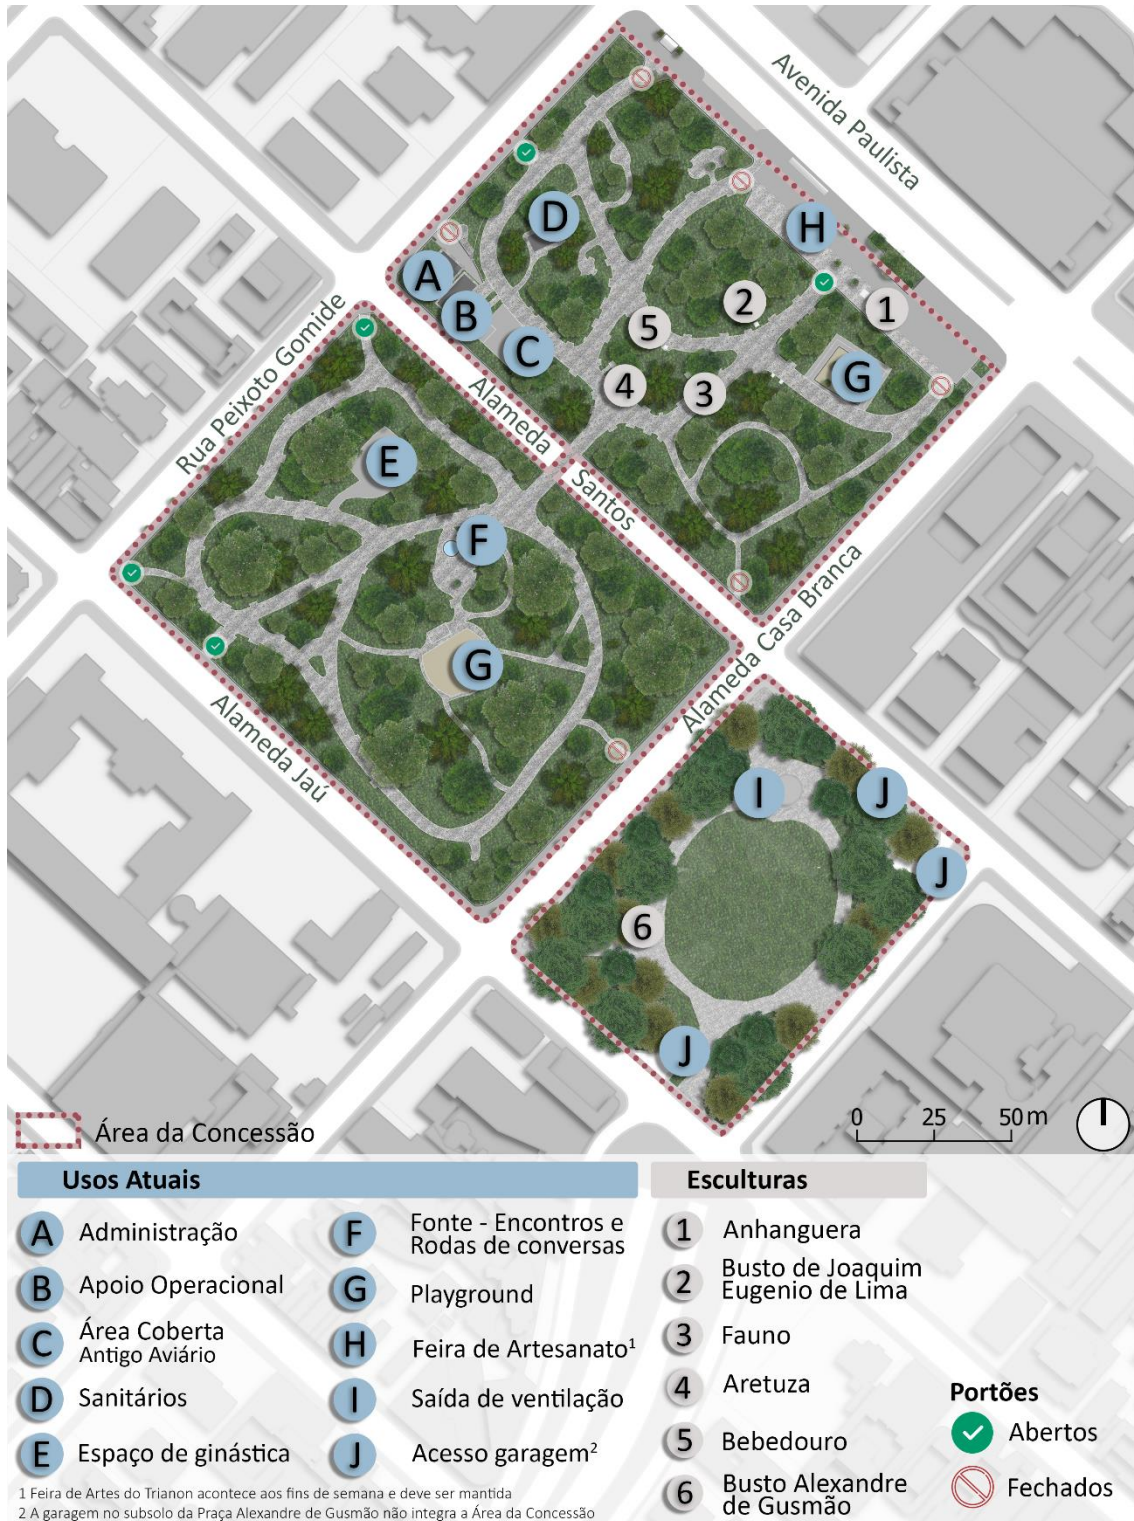 Avenida Paulista
H
D
A
2
1
B
5
C
4
3
G
Rua Peixoto Gomide
Alameda
Santos
E
F
Alameda Casa Branca
G
Alameda Jaú
I
J
J
6
J
0 25 50 m
Área da Concessão
Usos Atuais
A Administração
B Apoio Operacional
C Área Coberta
Antigo Aviário
D Sanitários
E Espaço de ginástica
F Fonte - Encontros e
Rodas de conversas
G Playground
H Feira de Artesanato¹
I Saída de ventilação
J Acesso garagem²
1 Feira de Artes do Trianon acontece aos fins de semana e deve ser mantida
2 A garagem no subsolo da Praça Alexandre de Gusmão não integra a Área da Concessão
Esculturas
1 Anhanguera
2 Busto de Joaquim
Eugenio de Lima
3 Fauno
4 Aretuza
5 Bebedouro
6 Busto Alexandre
de Gusmão
Portões
Abertos
Fechados